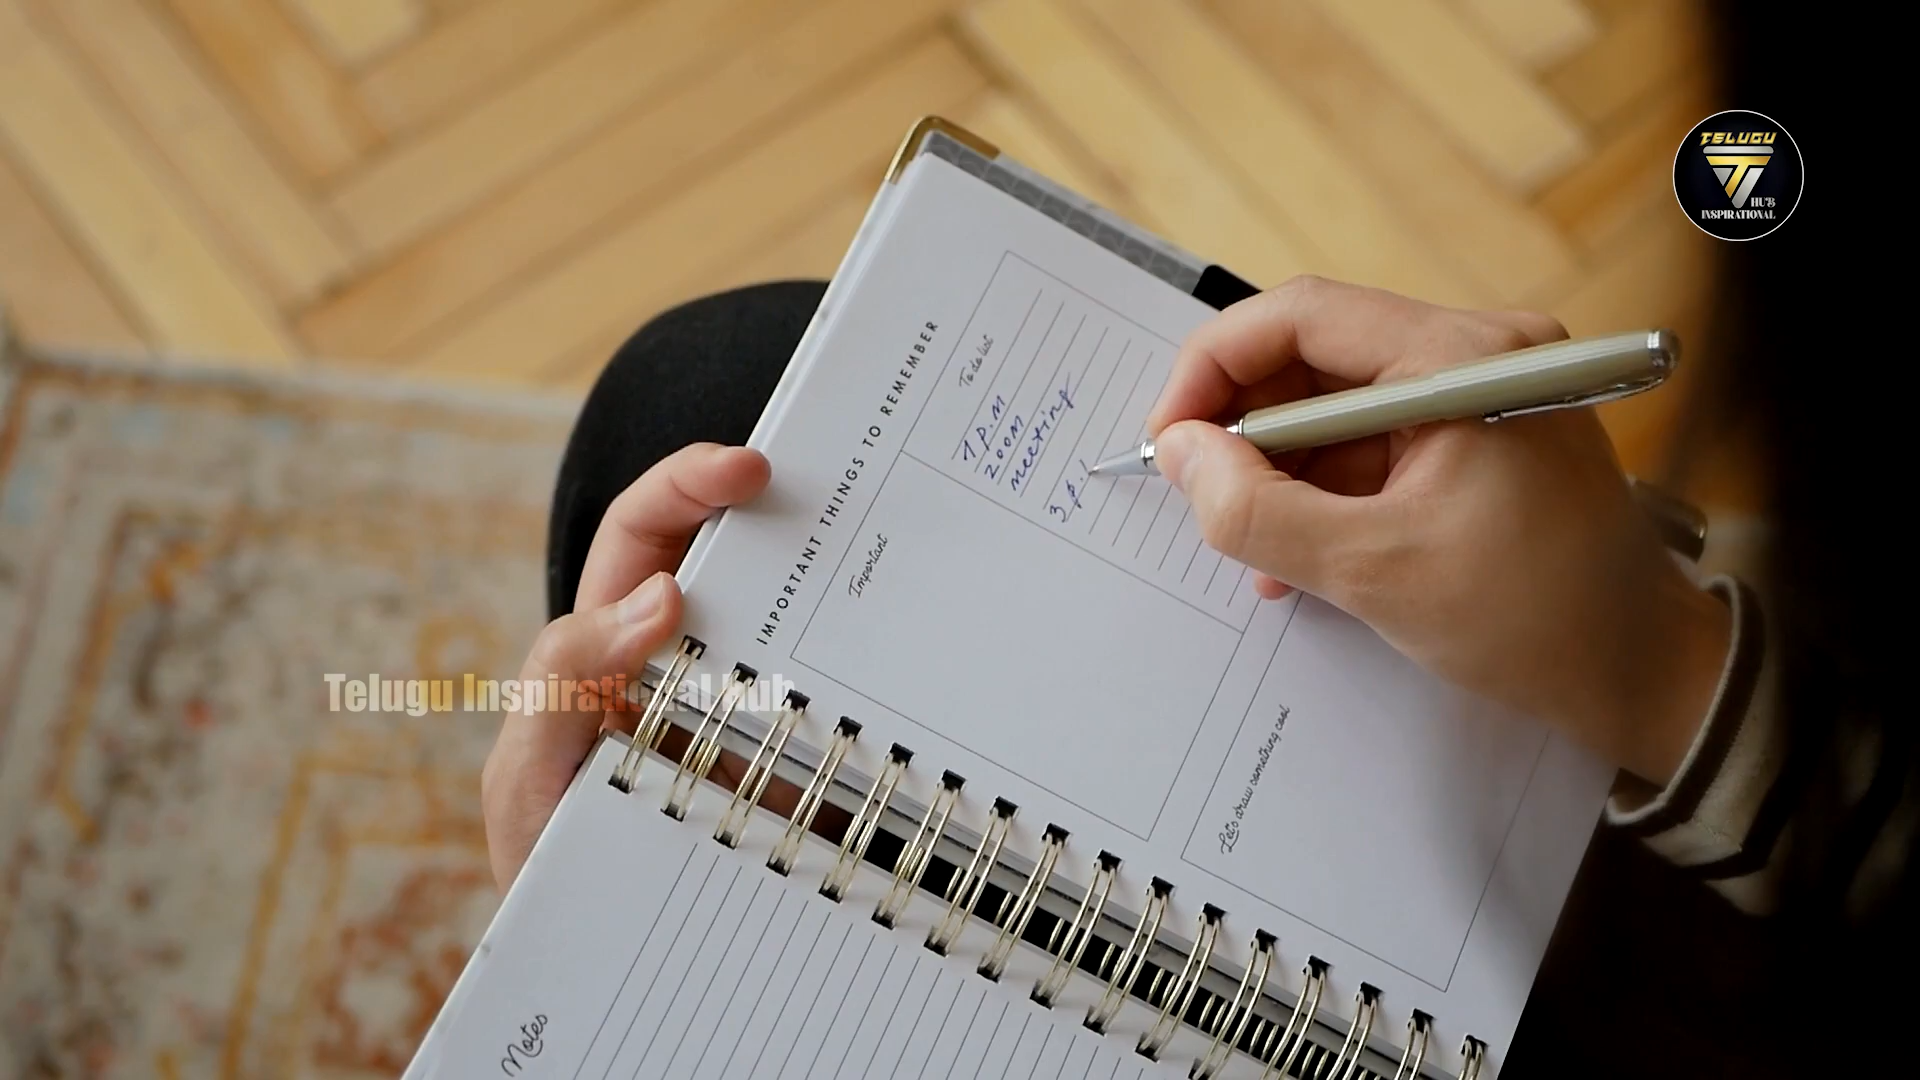 TELUGU
HUB
INSPIRATIONAL
IMPORTANT THINGS TO REMEMBER
To do list
1 P.M
ZOOM
meeting
3 p.
Important
Let's draw something cool
Telugu Inspirational Hub
Notes